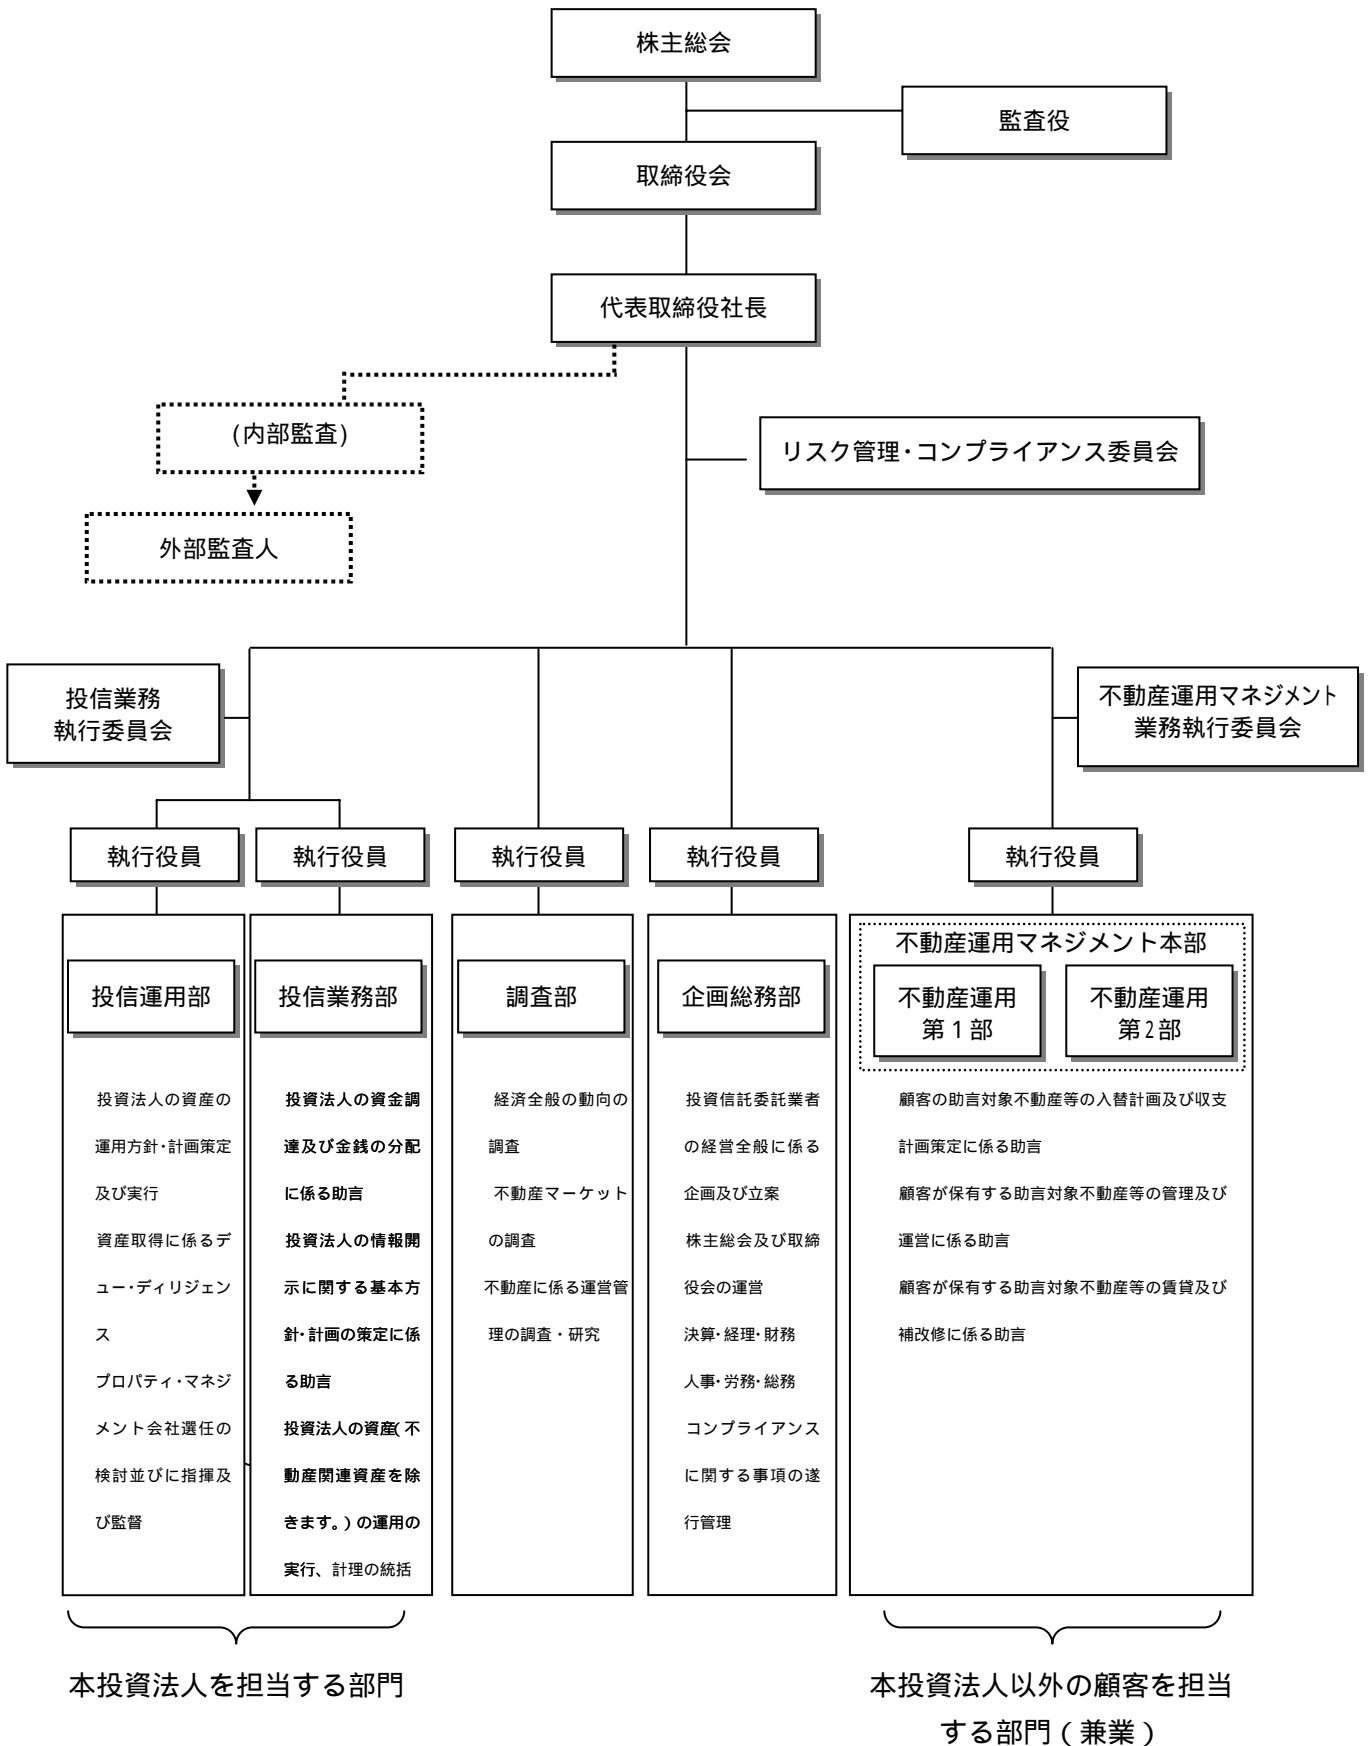 株主総会
監査役
取締役会
代表取締役社長
(内部監査)
リスク管理・コンプライアンス委員会
外部監査人
投信業務
執行委員会
不動産運用マネジメント
業務執行委員会
執行役員
執行役員
執行役員
執行役員
執行役員
投信運用部
投資法人の資産の
運用方針・計画策定
及び実行
資産取得に係るデ
ュー・ディリジェン
ス
プロパティ・マネジ
メント会社選任の
検討並びに指揮及
び監督
投信業務部
投資法人の資金調
達及び金銭の分配
に係る助言
投資法人の情報開
示に関する基本方
針・計画の策定に係
る助言
投資法人の資産(不
動産関連資産を除
きます。)の運用の
実行、計理の統括
調査部
経済全般の動向の
調査
不動産マーケット
の調査
不動産に係る運営管
理の調査・研究
企画総務部
投資信託委託業者
の経営全般に係る
企画及び立案
株主総会及び取締
役会の運営
決算・経理・財務
人事・労務・総務
コンプライアンス
に関する事項の遂
行管理
不動産運用マネジメント本部
不動産運用
第1部
不動産運用
第2部
顧客の助言対象不動産等の入替計画及び収支
計画策定に係る助言
顧客が保有する助言対象不動産等の管理及び
運営に係る助言
顧客が保有する助言対象不動産等の賃貸及び
補改修に係る助言
本投資法人を担当する部門
本投資法人以外の顧客を担当
する部門(兼業)